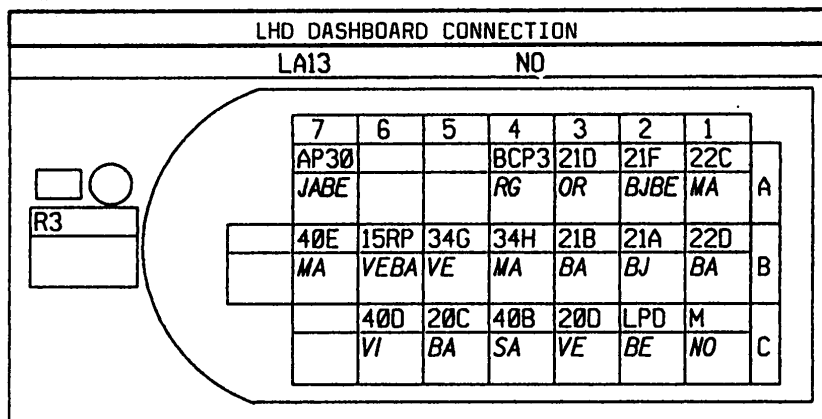 LHD DASHBOARD CONNECTION
LA13 NO
7 6 5 4 3 2 1
AP30 BCP3 21D 21F 22C
JABE RG OR BJBE MA A
R3
40E 15RP 34G 34H 21B 21A 22D
MA VEBA VE MA BA BJ BA B
40D 20C 40B 20D LPD M
VI BA SA VE BE NO C